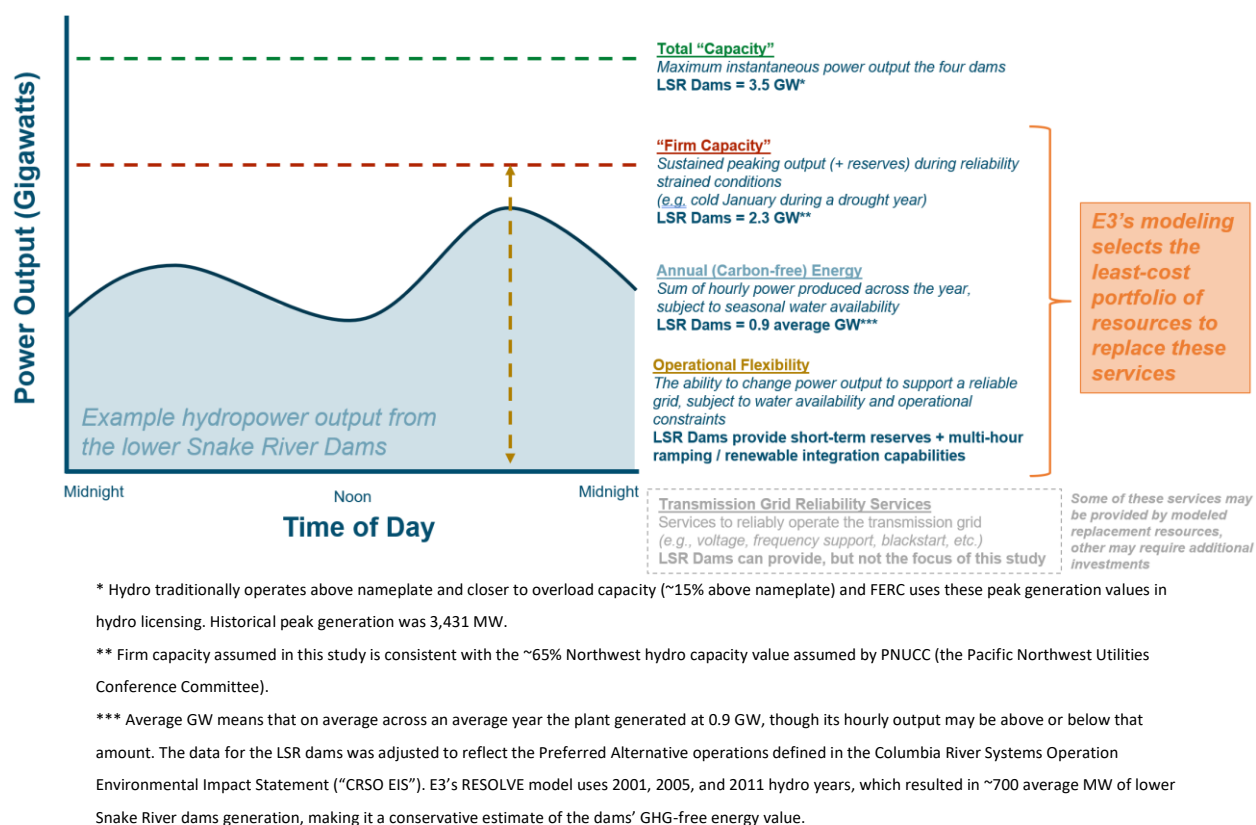 Power Output (Gigawatts)
Total “Capacity”
Maximum instantaneous power output the four dams
LSR Dams = 3.5 GW*
“Firm Capacity”
Sustained peaking output (+ reserves) during reliability
strained conditions
(e.g. cold January during a drought year)
LSR Dams = 2.3 GW**
Annual (Carbon-free) Energy
Sum of hourly power produced across the year,
subject to seasonal water availability
LSR Dams = 0.9 average GW***
Operational Flexibility
The ability to change power output to support a reliable
grid, subject to water availability and operational
constraints
LSR Dams provide short-term reserves + multi-hour
ramping / renewable integration capabilities
E3’s modeling
selects the
least-cost
portfolio of
resources to
replace these
services
Example hydropower output from
the lower Snake River Dams
Midnight
Noon
Midnight
Time of Day
Transmission Grid Reliability Services
Services to reliably operate the transmission grid
(e.g., voltage, frequency support, blackstart, etc.)
LSR Dams can provide, but not the focus of this study
Some of these services may
be provided by modeled
replacement resources,
other may require additional
investments
* Hydro traditionally operates above nameplate and closer to overload capacity (~15% above nameplate) and FERC uses these peak generation values in
hydro licensing. Historical peak generation was 3,431 MW.
** Firm capacity assumed in this study is consistent with the ~65% Northwest hydro capacity value assumed by PNUCC (the Pacific Northwest Utilities
Conference Committee).
*** Average GW means that on average across an average year the plant generated at 0.9 GW, though its hourly output may be above or below that
amount. The data for the LSR dams was adjusted to reflect the Preferred Alternative operations defined in the Columbia River Systems Operation
Environmental Impact Statement (“CRSO EIS”). E3’s RESOLVE model uses 2001, 2005, and 2011 hydro years, which resulted in ~700 average MW of lower
Snake River dams generation, making it a conservative estimate of the dams’ GHG-free energy value.